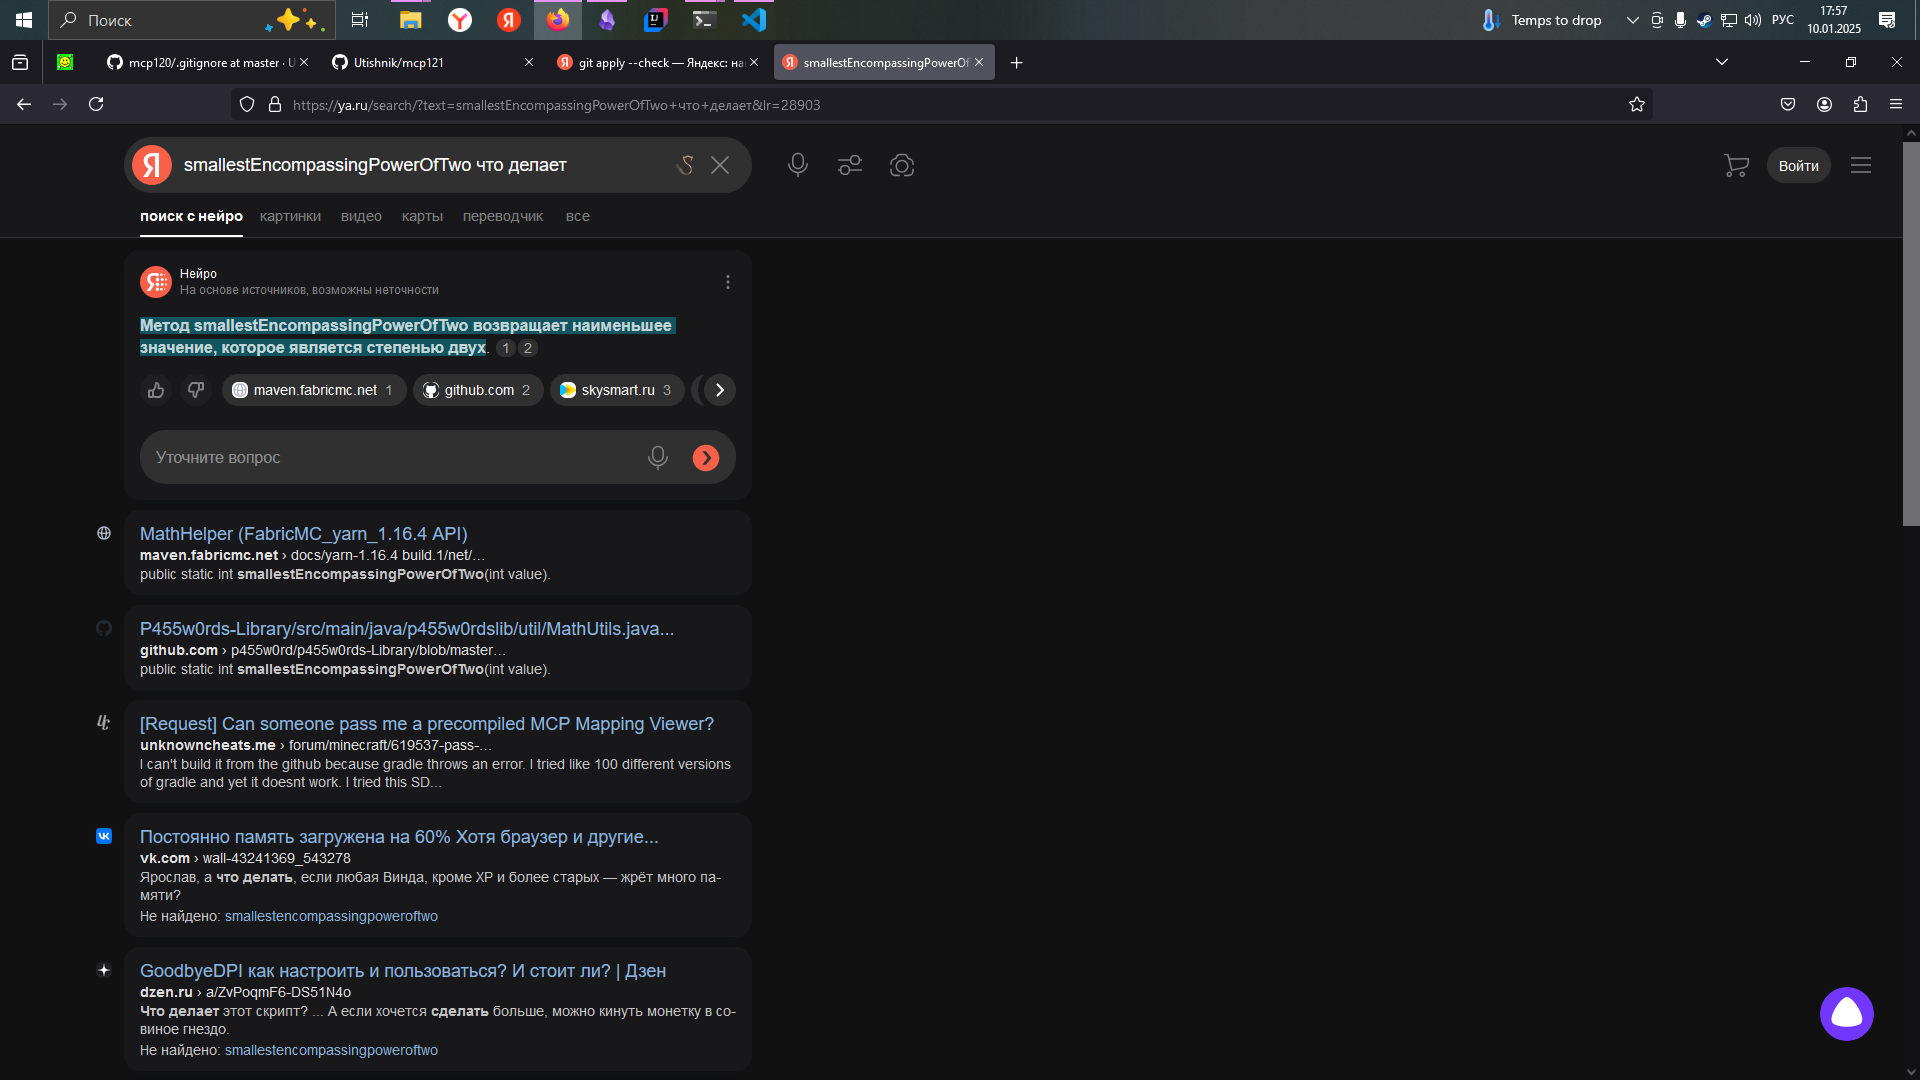 Поиск
Temps to drop
РУС
17:57
10.01.2025
mcp120/.gitignore at master · U
Utishnik/mcp121
git apply --check — Яндекс: на
smallestEncompassingPowerOf
https://ya.ru/search/?text=smallestEncompassingPowerOfTwo+что+делает&lr=28903
Я smallestEncompassingPowerOfTwo что делает
Войти
поиск с нейро картинки видео карты переводчик все
Нейро
На основе источников, возможны неточности
Метод smallestEncompassingPowerOfTwo возвращает наименьшее
значение, которое является степенью двух. 1 2
maven.fabricmc.net 1 github.com 2 skysmart.ru 3
Уточните вопрос
MathHelper (FabricMC_yarn_1.16.4 API)
maven.fabricmc.net › docs/yarn-1.16.4 build.1/net/…
public static int smallestEncompassingPowerOfTwo(int value).
P455w0rds-Library/src/main/java/p455w0rdslib/util/MathUtils.java...
github.com › p455w0rd/p455w0rds-Library/blob/master…
public static int smallestEncompassingPowerOfTwo(int value).
[Request] Can someone pass me a precompiled MCP Mapping Viewer?
unknowncheats.me › forum/minecraft/619537-pass-…
I can't build it from the github because gradle throws an error. I tried like 100 different versions
of gradle and yet it doesnt work. I tried this SD...
Постоянно память загружена на 60% Хотя браузер и другие...
vk.com › wall-43241369_543278
Ярослав, а что делать, если любая Винда, кроме XP и более старых — жрёт много па-
мяти?
Не найдено: smallestencompassingpoweroftwo
GoodbyeDPI как настроить и пользоваться? И стоит ли? | Дзен
dzen.ru › a/ZvPoqmF6-DS51N4o
Что делает этот скрипт? ... А если хочется сделать больше, можно кинуть монетку в со-
виное гнездо.
Не найдено: smallestencompassingpoweroftwo